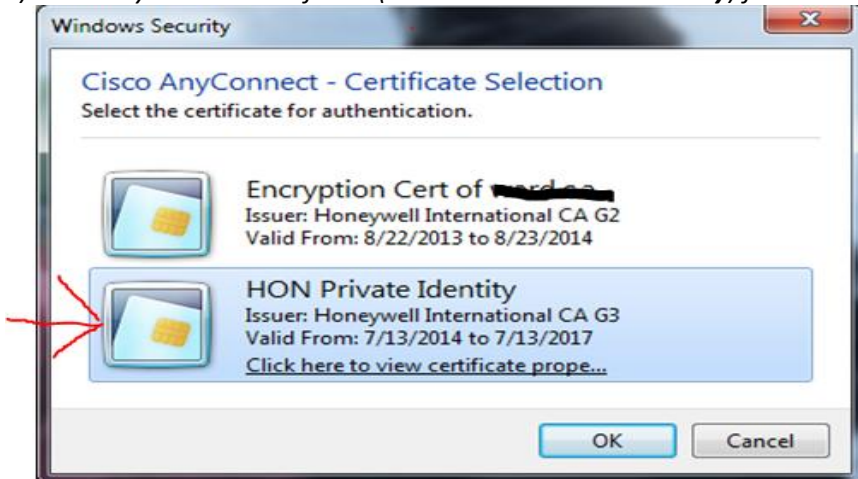 Windows Security
Cisco AnyConnect - Certificate Selection
Select the certificate for authentication.
Encryption Cert of
Issuer: Honeywell International CA G2
Valid From: 8/22/2013 to 8/23/2014
HON Private Identity
Issuer: Honeywell International CA G3
Valid From: 7/13/2014 to 7/13/2017
Click here to view certificate prope...
OK
Cancel